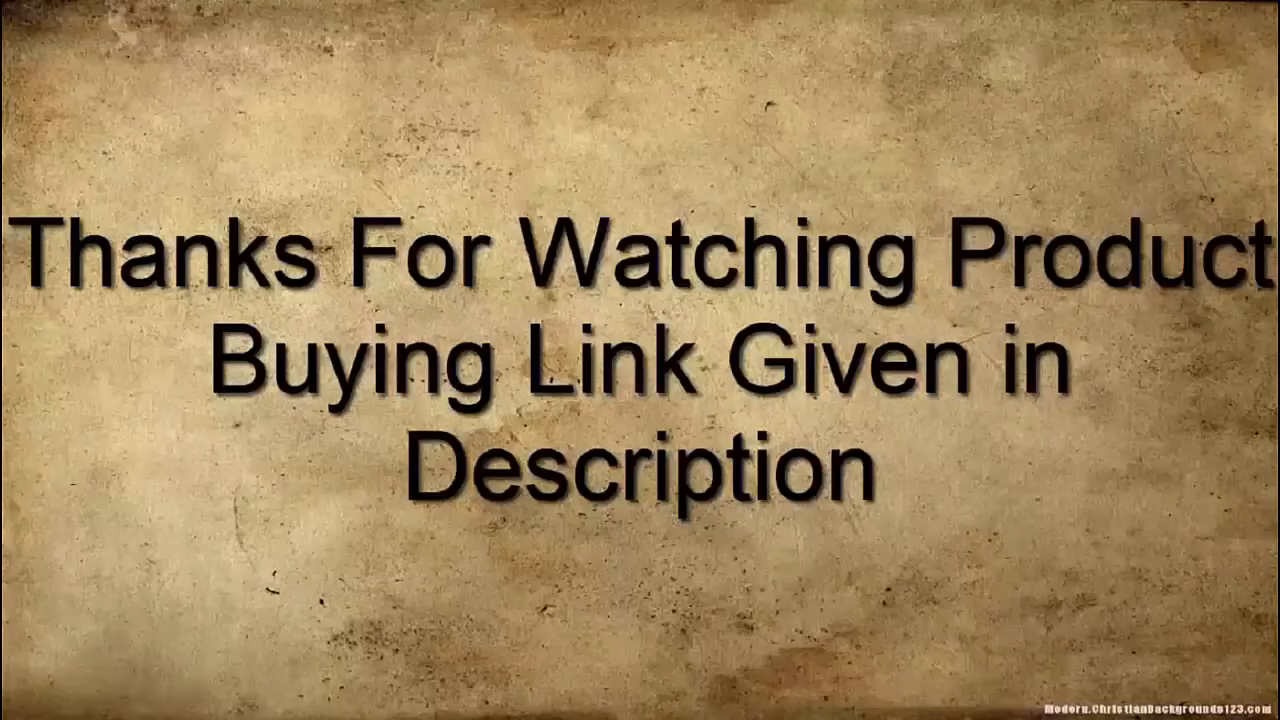 Thanks For Watching Product
Buying Link Given in
Description
Modern.ChristianBackgrounds123.com